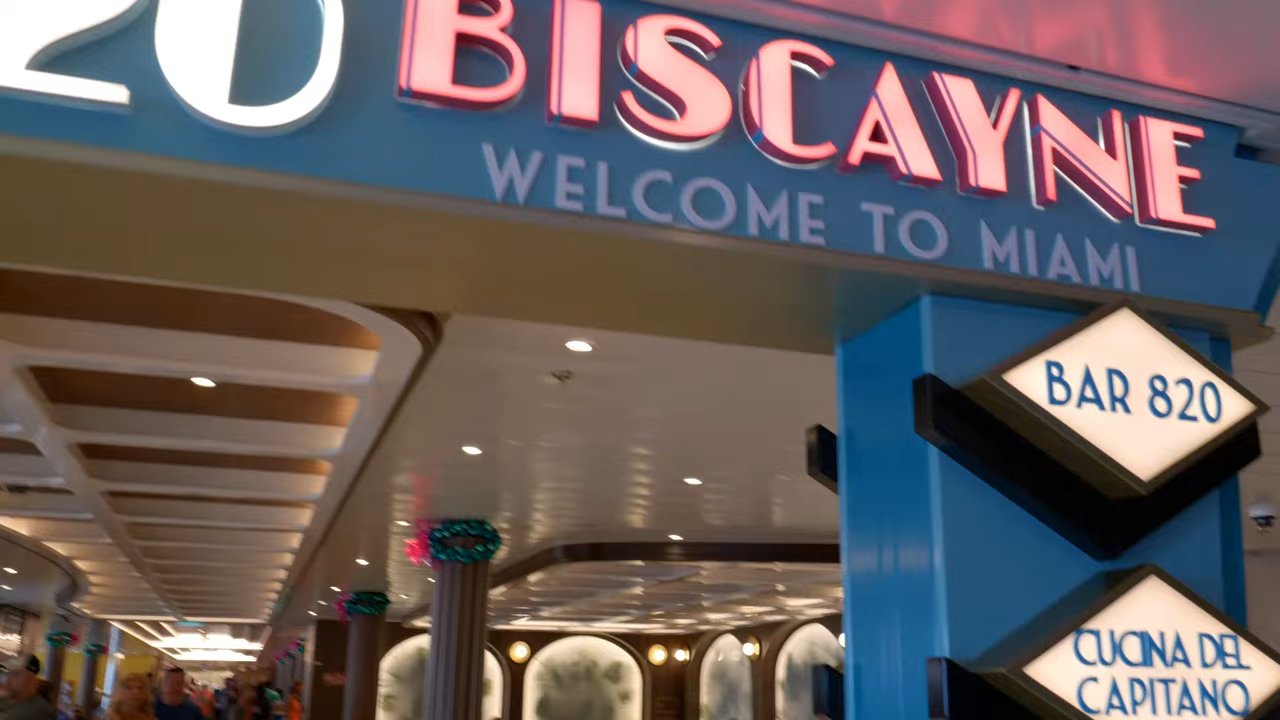 20 BISCAYNE
WELCOME TO MIAMI
BAR 820
CUCINA DEL
CAPITANO